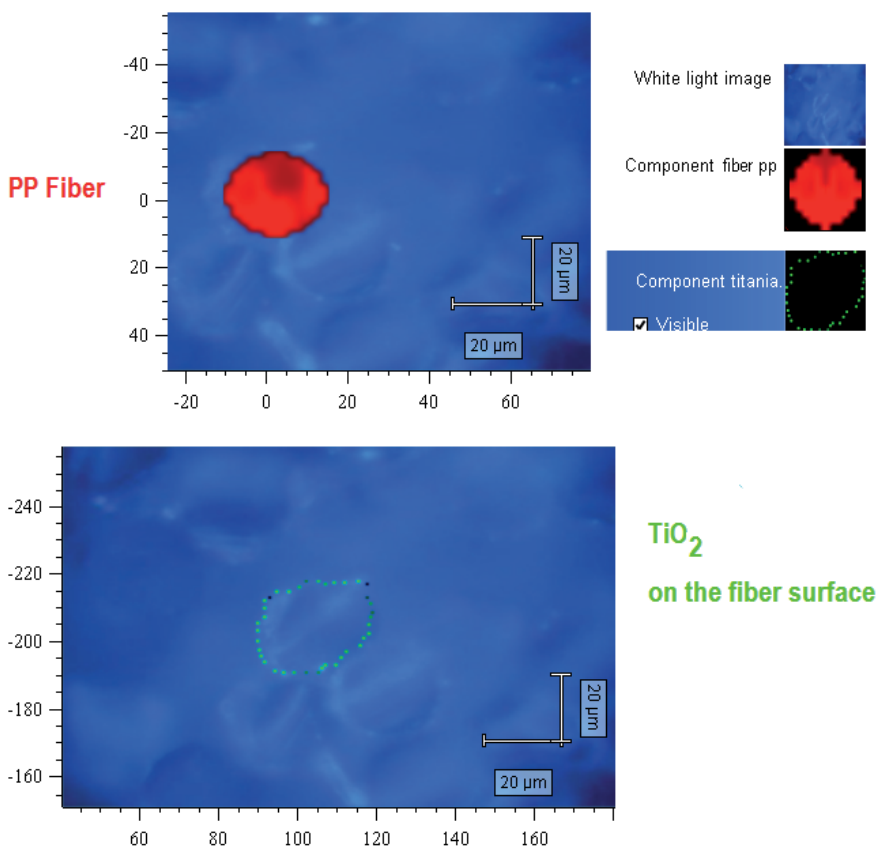 -40
-20
0
20
40
PP Fiber
20 µm
20 µm
-20
0
20
40
60
White light image
Component fiber pp
Component titania.
Visible
-240
-220
-200
-180
-160
20 µm
20 µm
60
80
100
120
140
160
TiO2
on the fiber surface